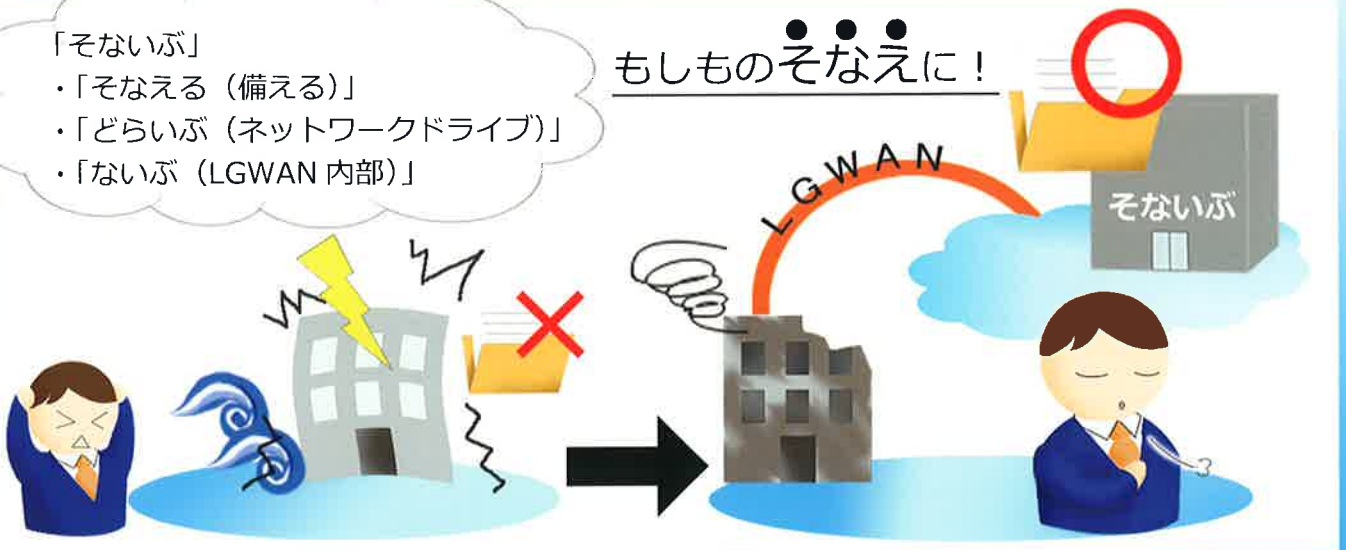 「そないぶ」
・「そなえる（備える）」
・「どらいぶ（ネットワークドライブ）」
・「ないぶ（LGWAN 内部）」
もしものそなえに！
LGWAN
そないぶ